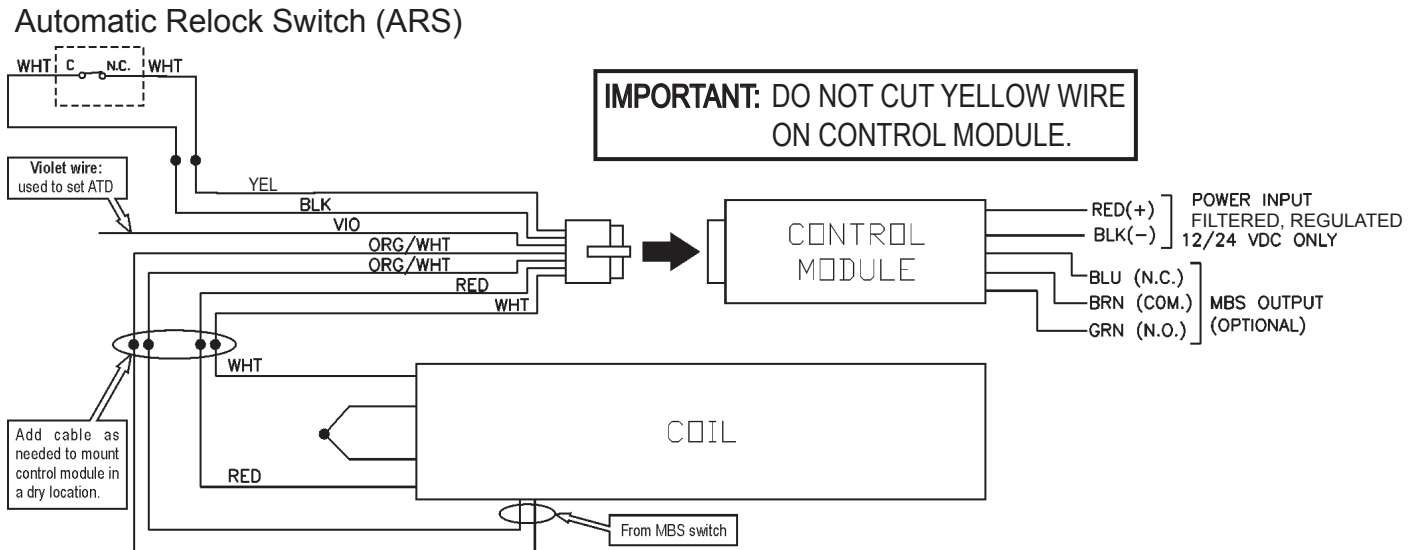 Automatic Relock Switch (ARS)
WHT C N.C. WHT
IMPORTANT: DO NOT CUT YELLOW WIRE
ON CONTROL MODULE.
Violet wire:
used to set ATD
YEL
BLK
VIO
ORG/WHT
ORG/WHT
RED
WHT
CONTROL
MODULE
RED(+)
BLK(-)
POWER INPUT
FILTERED, REGULATED
12/24 VDC ONLY
BLU (N.C.)
BRN (COM.)
GRN (N.O.)
MBS OUTPUT
(OPTIONAL)
WHT
COIL
RED
Add cable as
needed to mount
control module in
a dry location.
From MBS switch